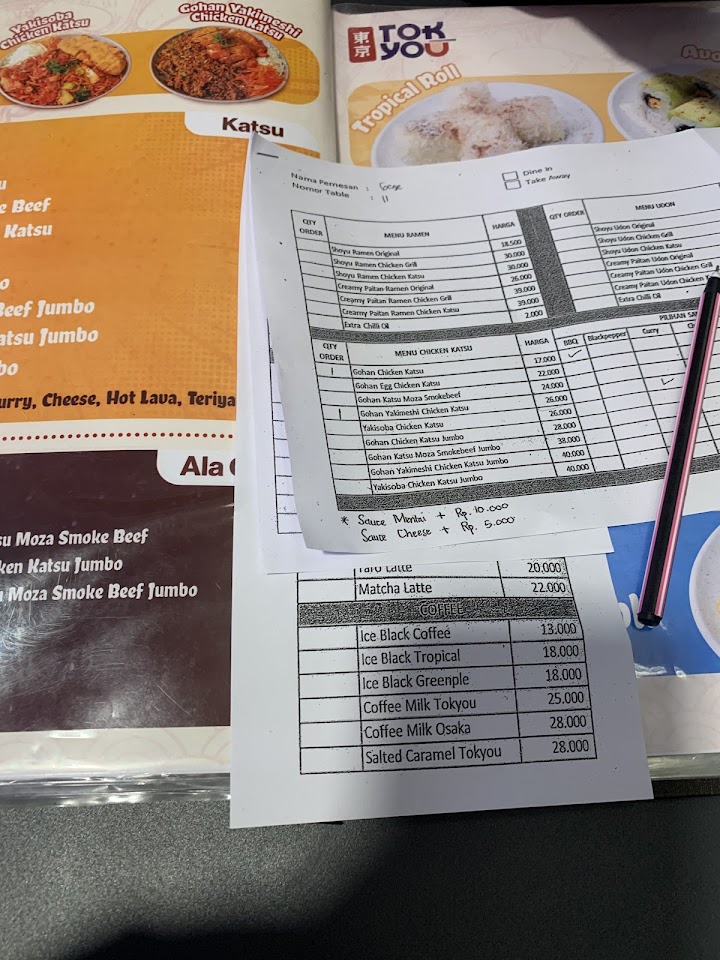 Yakisoba
Chicken Katsu
Gohan Yakimeshi
Chicken Katsu
東京
TOK
YOU
Tropical Roll
Katsu
Beef
Katsu
Beef Jumbo
Katsu Jumbo
Curry, Cheese, Hot Lava, Teriya
Ala
Moza Smoke Beef
Katsu Jumbo
Moza Smoke Beef Jumbo
Nama Pemesan :
Nomor Table : 11
Dine In
Take Away
QTY ORDER MENU RAMEN HARGA
Shoyu Ramen Original 18.500
Shoyu Ramen Chicken Grill 30.000
Shoyu Ramen Chicken Katsu 30.000
Creamy Paitan Ramen Original 26.000
Creamy Paitan Ramen Chicken Grill 39.000
Creamy Paitan Ramen Chicken Katsu 39.000
Extra Chilli Oil 2.000
QTY ORDER MENU UDON
Shoyu Udon Original
Shoyu Udon Chicken Grill
Shoyu Udon Chicken Katsu
Creamy Paitan Udon Original
Creamy Paitan Udon Chicken Grill
Creamy Paitan Udon Chicken
Extra Chili Oil
PILIHAN
QTY ORDER MENU CHICKEN KATSU HARGA BBQ Blackpepper Curry
1 Gohan Chicken Katsu 17.000 ✓
Gohan Egg Chicken Katsu 22.000
Gohan Katsu Moza Smokebeef 24.000
1 Gohan Yakimeshi Chicken Katsu 26.000 ✓
Yakisoba Chicken Katsu 26.000
Gohan Chicken Katsu Jumbo 28.000
Gohan Katsu Moza Smokebeef Jumbo 38.000
Gohan Yakimeshi Chicken Katsu Jumbo 40.000
Yakisoba Chicken Katsu Jumbo 40.000
* Sauce Mentai + Rp. 10.000
Sauce Cheese + Rp. 5.000
Taro Latte 20.000
Matcha Latte 22.000
COFFEE
Ice Black Coffee 13.000
Ice Black Tropical 18.000
Ice Black Greenple 18.000
Coffee Milk Tokyou 25.000
Coffee Milk Osaka 28.000
Salted Caramel Tokyou 28.000